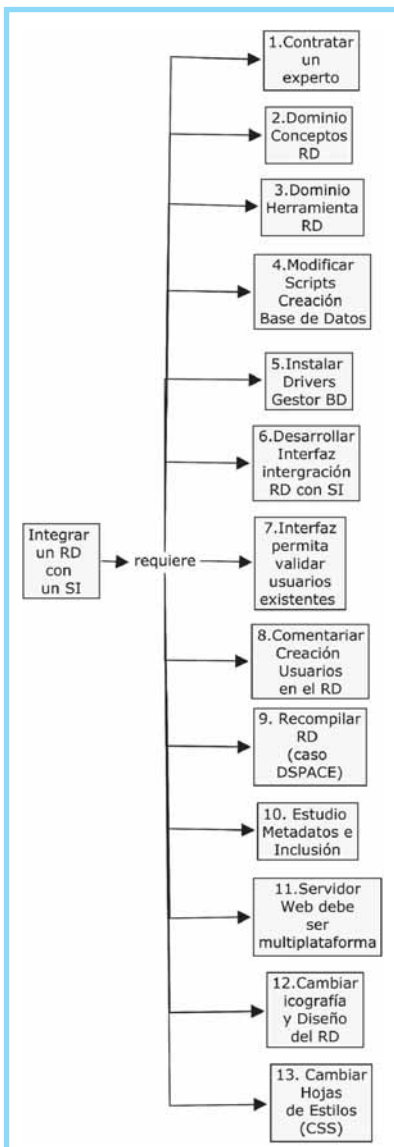 1.Contratar
un
experto
2.Dominio
Conceptos
RD
3.Dominio
Herramienta
RD
4.Modificar
Scripts
Creación
Base de Datos
5.Instalar
Drivers
Gestor BD
6.Desarrollar
Interfaz
intergración
RD con SI
Integrar
un RD
con
un SI
requiere
7.Interfaz
permita
validar
usuarios
existentes
8.Comentariar
Creación
Usuarios
en el RD
9. Recompilar
RD
(caso
DSPACE)
10. Estudio
Metadatos e
Inclusión
11.Servidor
Web debe
ser
multiplataforma
12.Cambiar
icografía
y Diseño
del RD
13. Cambiar
Hojas
de Estilos
(CSS)